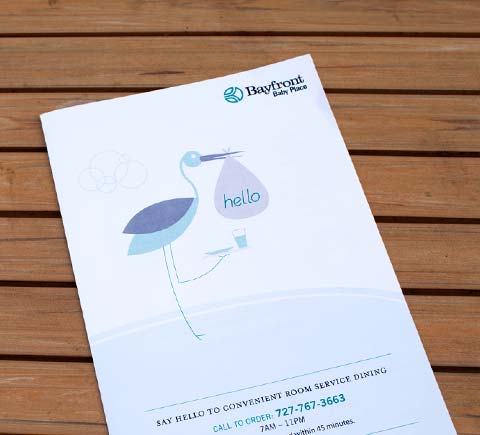 Bayfront
Baby Place
hello
SAY HELLO TO CONVENIENT ROOM SERVICE DINING
CALL TO ORDER: 727-767-3663
7AM – 11PM
within 45 minutes.